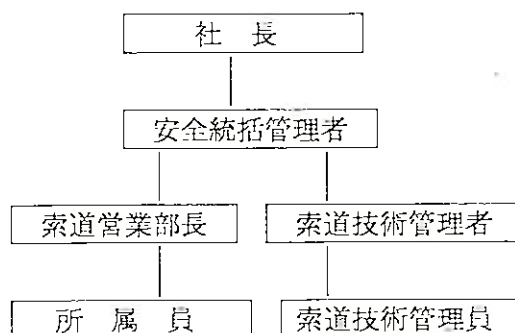 社 長
安全統括管理者
索道営業部長
索道技術管理者
所 属 員
索道技術管理員